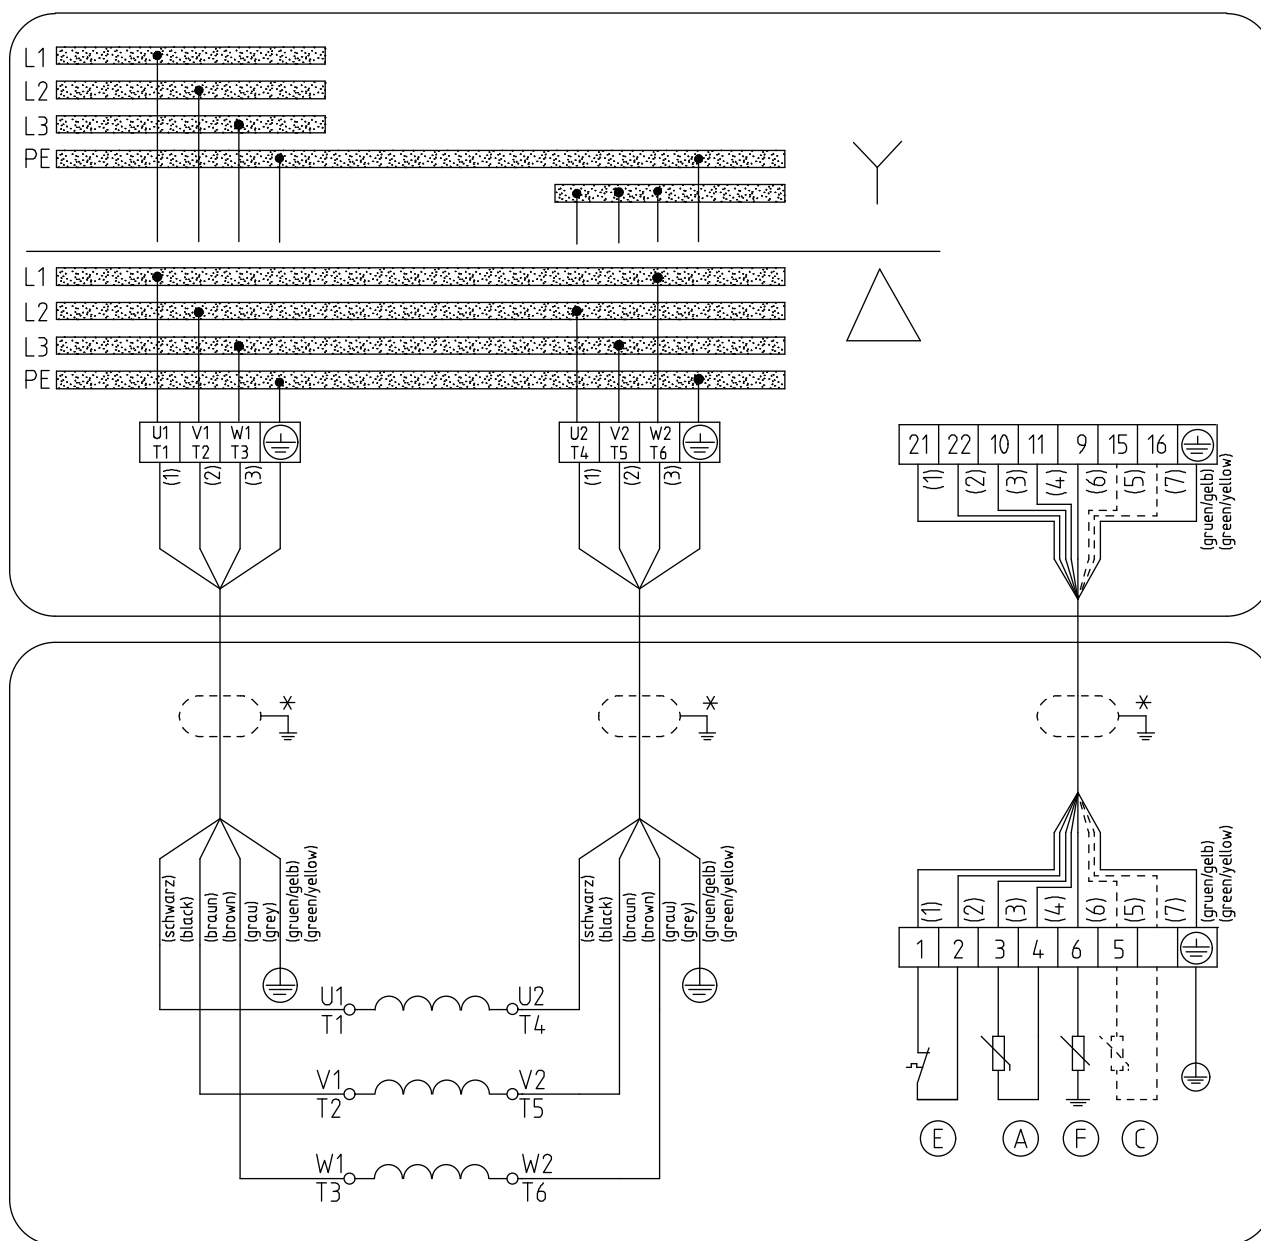 L1
L2
L3
PE
L1
L2
L3
PE
U1 V1 W1
T1 T2 T3
U2 V2 W2
T4 T5 T6
21 22 10 11 9 15 16
(1) (2) (3)
(1) (2) (3)
(1) (2) (3) (4) (6) (5) (7)
(gruen/gelb)
(green/yellow)
*
*
*
(schwarz)
(black)
(braun)
(brown)
(grau)
(grey)
(gruen/gelb)
(green/yellow)
(schwarz)
(black)
(braun)
(brown)
(grau)
(grey)
(gruen/gelb)
(green/yellow)
(1) (2) (3) (4) (6) (5) (7)
(gruen/gelb)
(green/yellow)
1 2 3 4 6 5
U1 U2
T1 T4
V1 V2
T2 T5
W1 W2
T3 T6
E A F C